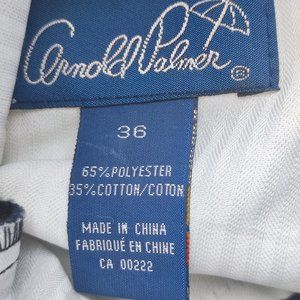 Arnold Palmer®
36
65% POLYESTER
35% COTTON/COTON
MADE IN CHINA
FABRIQUÉ EN CHINE
CA 00222